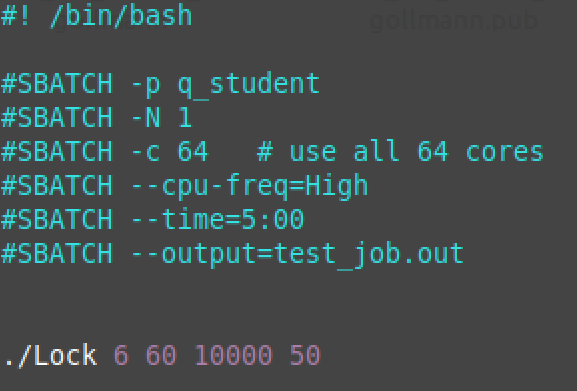 #! /bin/bash
gollmann.pub
#SBATCH -p q_student
#SBATCH -N 1
#SBATCH -c 64   # use all 64 cores
#SBATCH --cpu-freq=High
#SBATCH --time=5:00
#SBATCH --output=test_job.out
./Lock 6 60 10000 50